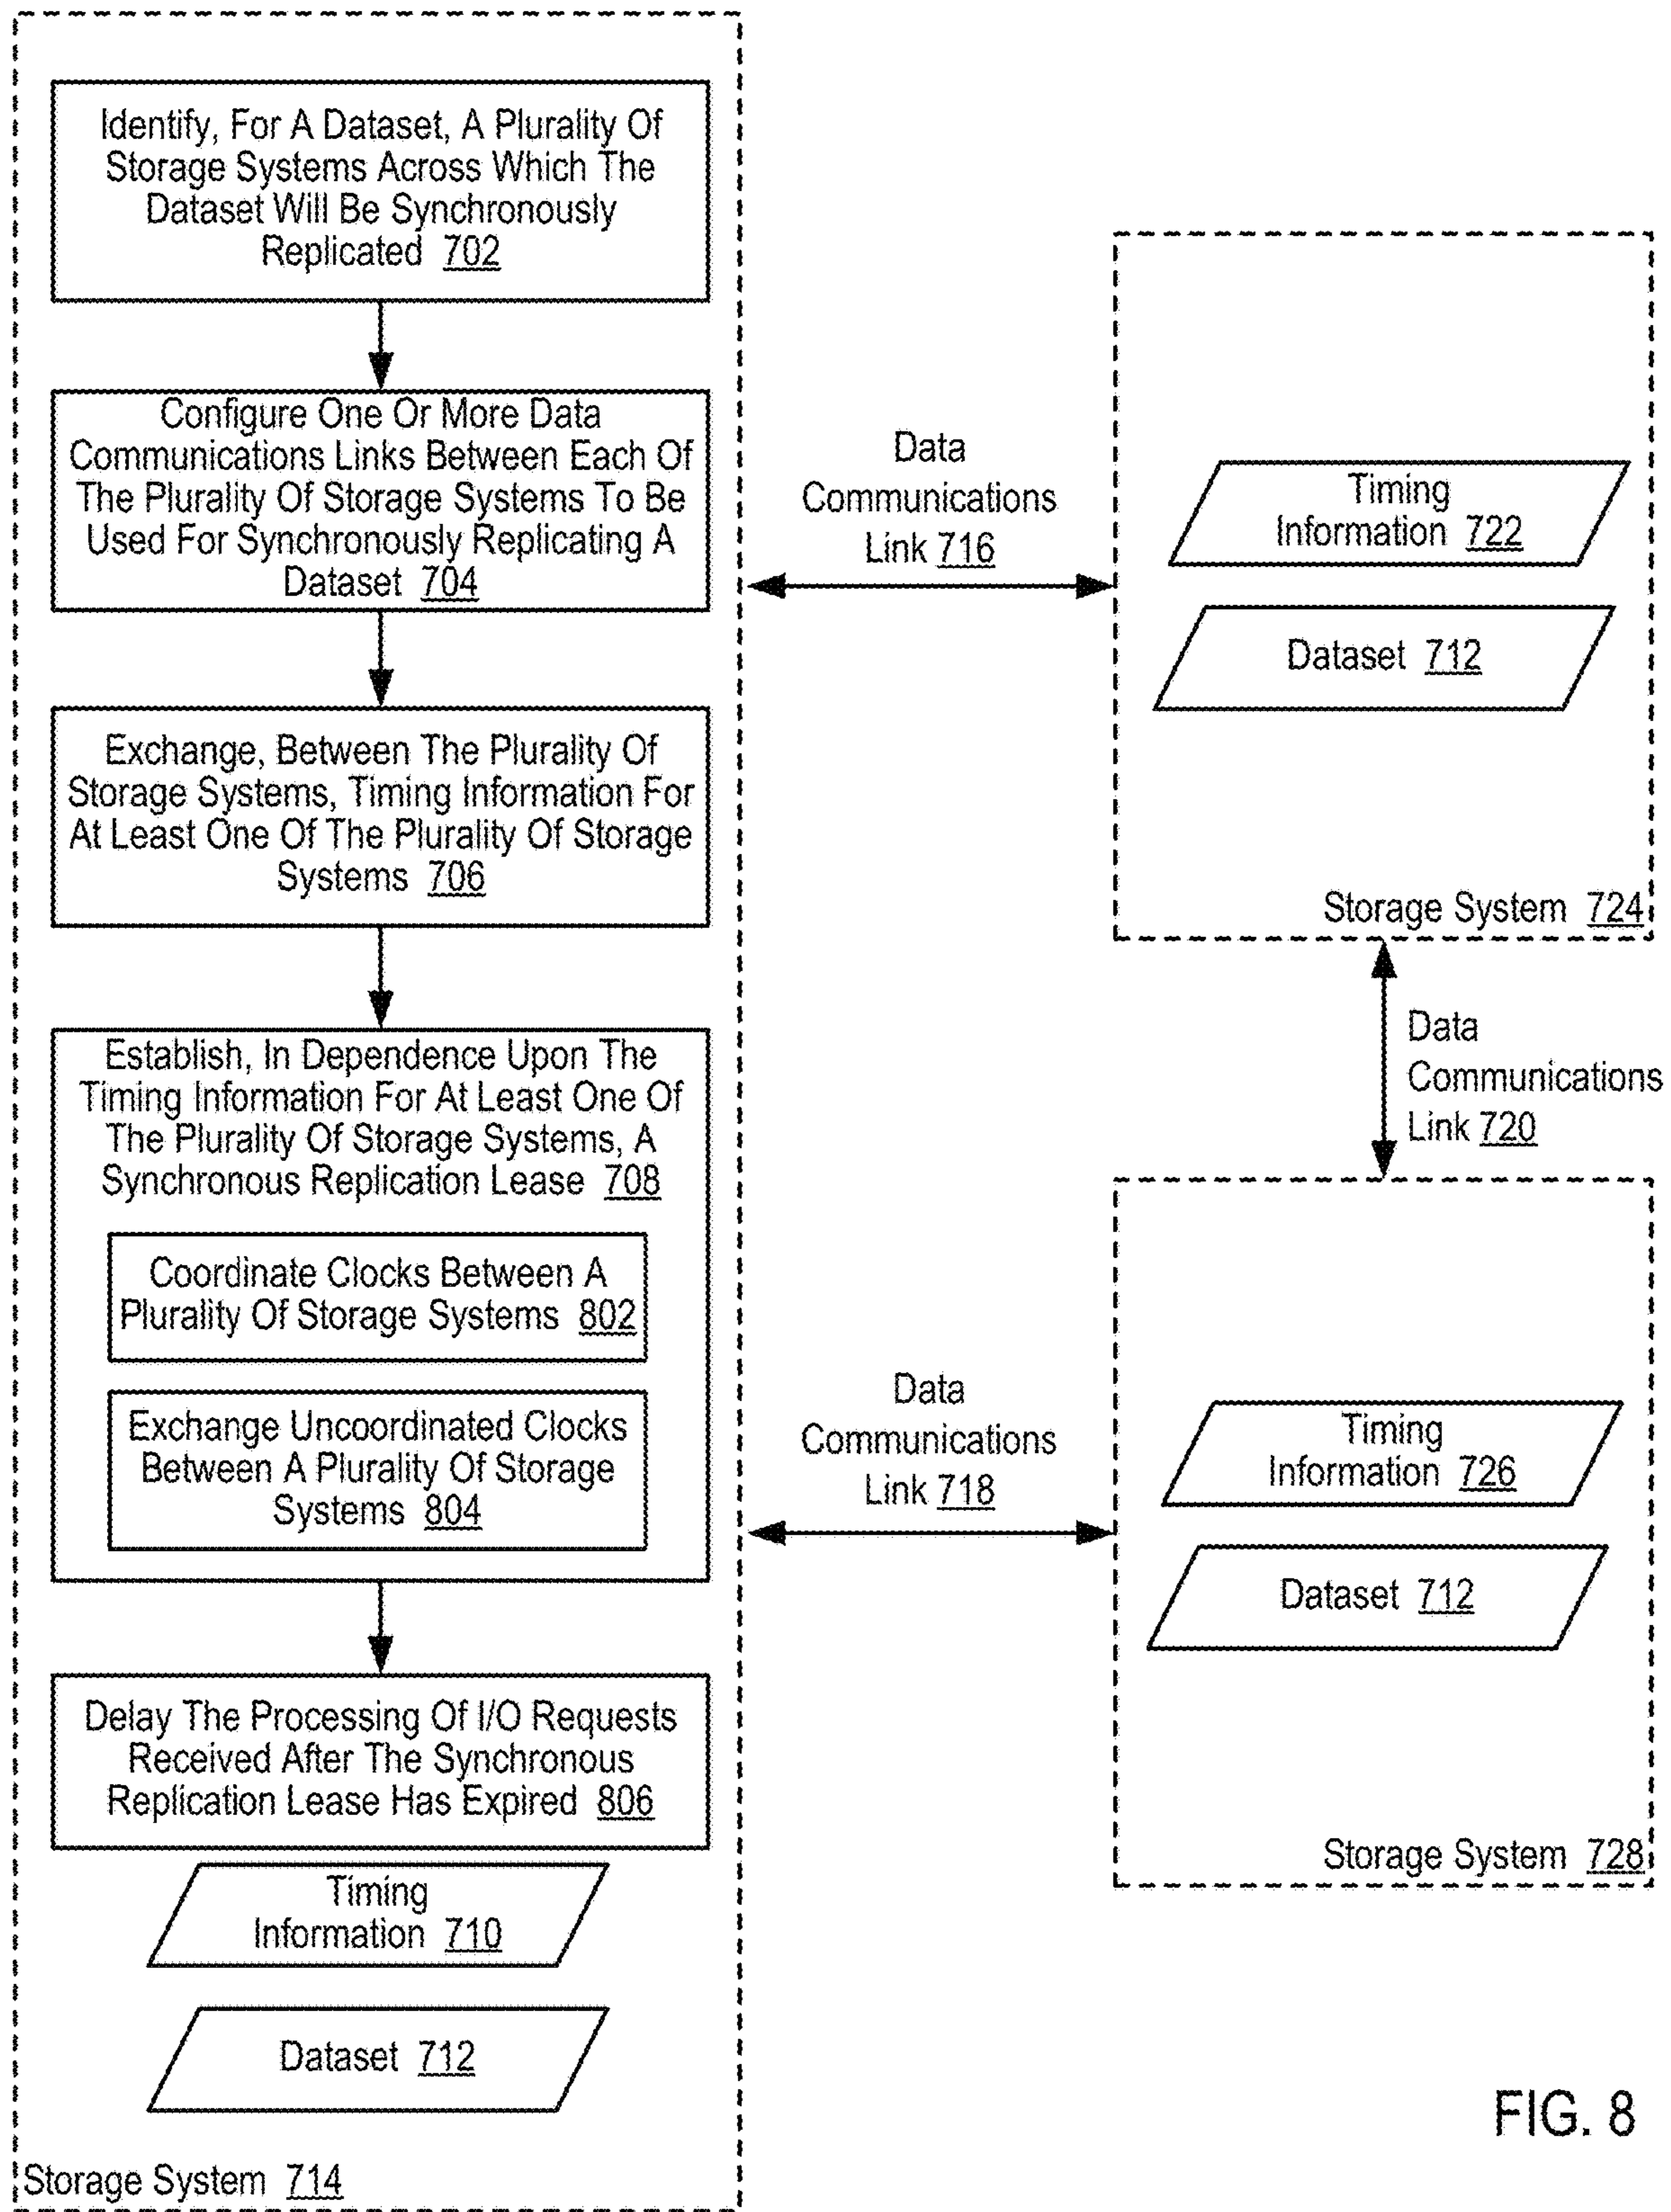 Identify, For A Dataset, A Plurality Of
Storage Systems Across Which The
Dataset Will Be Synchronously
Replicated 702
Configure One Or More Data
Communications Links Between Each Of
The Plurality Of Storage Systems To Be
Used For Synchronously Replicating A
Dataset 704
Exchange, Between The Plurality Of
Storage Systems, Timing Information For
At Least One Of The Plurality Of Storage
Systems 706
Establish, In Dependence Upon The
Timing Information For At Least One Of
The Plurality Of Storage Systems, A
Synchronous Replication Lease 708
Coordinate Clocks Between A
Plurality Of Storage Systems 802
Exchange Uncoordinated Clocks
Between A Plurality Of Storage
Systems 804
Delay The Processing Of I/O Requests
Received After The Synchronous
Replication Lease Has Expired 806
Timing
Information 710
Dataset 712
Storage System 714
Data
Communications
Link 716
Timing
Information 722
Dataset 712
Storage System 724
Data
Communications
Link 720
Data
Communications
Link 718
Timing
Information 726
Dataset 712
Storage System 728
FIG. 8